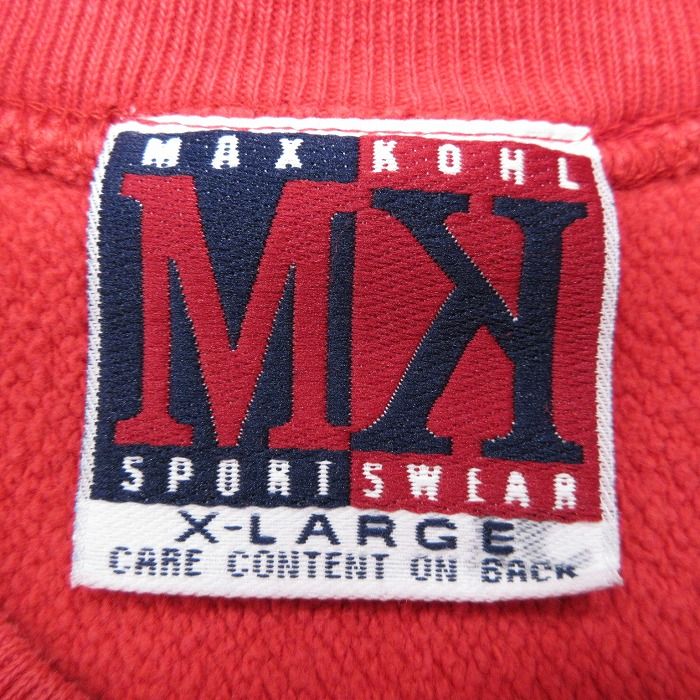 MAX KOHL
MK
SPORTSWEAR
X-LARGE
CARE CONTENT ON BACK